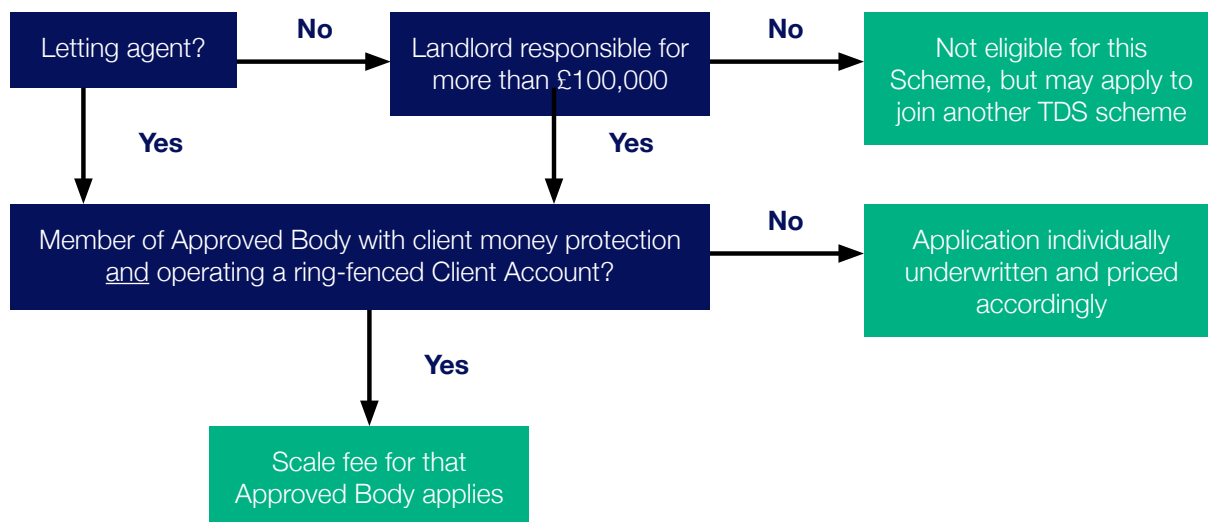 Letting agent?
No
Landlord responsible for
more than £100,000
No
Not eligible for this
Scheme, but may apply to
join another TDS scheme
Yes
Yes
Member of Approved Body with client money protection
and operating a ring-fenced Client Account?
No
Application individually
underwritten and priced
accordingly
Yes
Scale fee for that
Approved Body applies